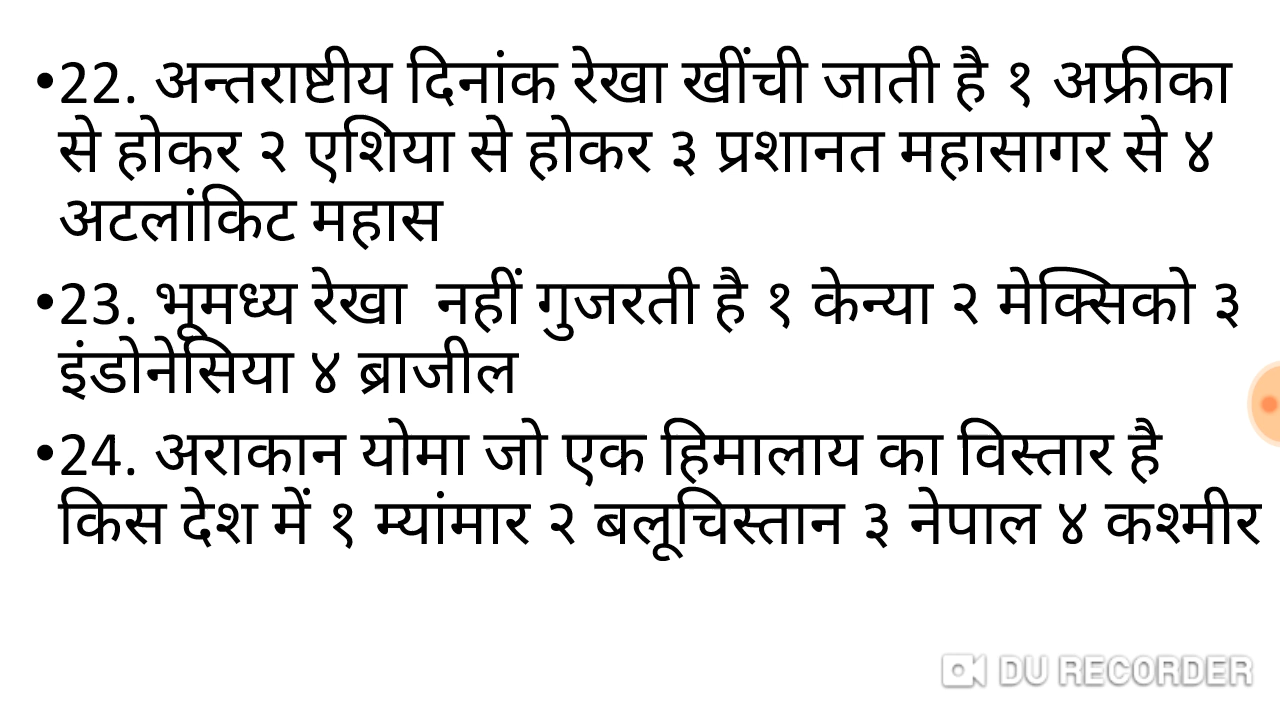 •22. अन्तराष्टीय दिनांक रेखा खींची जाती है १ अफ्रीका
से होकर २ एशिया से होकर ३ प्रशानत महासागर से ४
अटलांकिट महास
•23. भूमध्य रेखा  नहीं गुजरती है १ केन्या २ मेक्सिको ३
इंडोनेसिया ४ ब्राजील
•24. अराकान योमा जो एक हिमालाय का विस्तार है
किस देश में १ म्यांमार २ बलूचिस्तान ३ नेपाल ४ कश्मीर
DU RECORDER